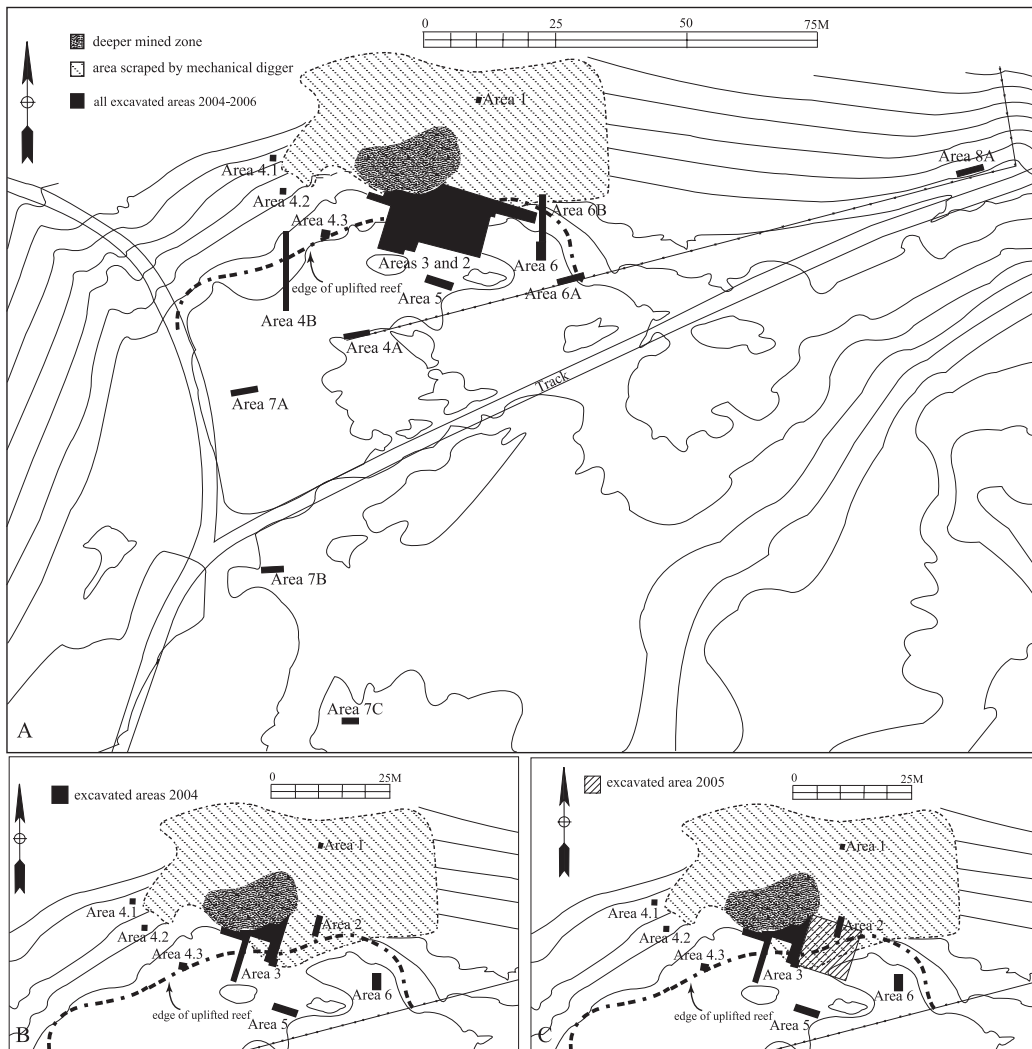 0 25 50 75M
deeper mined zone
area scraped by mechanical digger
all excavated areas 2004-2006
Area 1
Area 8A
Area 4.1
Area 4.2
Area 4.3
Area 6B
Areas 3 and 2
Area 6
edge of uplifted reef
Area 5
Area 6A
Area 4B
Area 4A
Track
Area 7A
Area 7B
Area 7C
A
0 25M
excavated areas 2004
Area 1
Area 4.1
Area 2
Area 4.2
Area 4.3
Area 3
Area 6
edge of uplifted reef
Area 5
B
0 25M
excavated area 2005
Area 1
Area 4.1
Area 2
Area 4.2
Area 4.3
Area 3
Area 6
edge of uplifted reef
Area 5
C